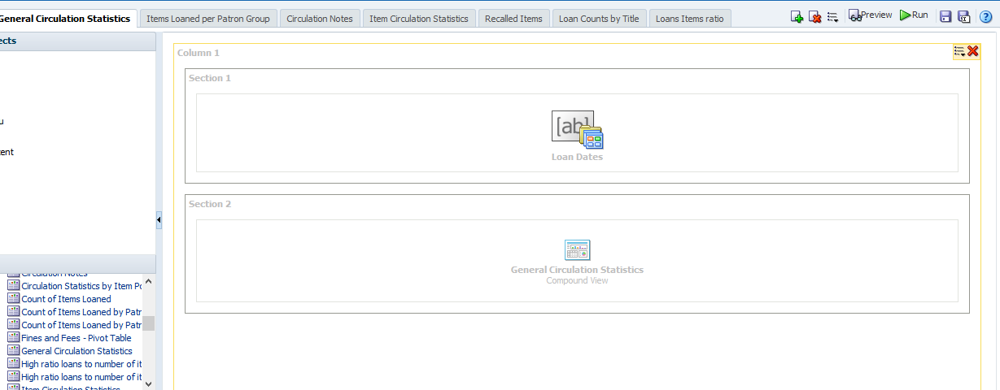 General Circulation Statistics
Items Loaned per Patron Group
Circulation Notes
Item Circulation Statistics
Recalled Items
Loan Counts by Title
Loans Items ratio
Preview
Run
ects
u
tent
Circulation Notes
Circulation Statistics by Item Po
Count of Items Loaned
Count of Items Loaned by Patr
Count of Items Loaned by Patr
Fines and Fees - Pivot Table
General Circulation Statistics
High ratio loans to number of it
High ratio loans to number of it
Item Circulation Statistics
Column 1
Section 1
[ab]
Loan Dates
Section 2
General Circulation Statistics
Compound View